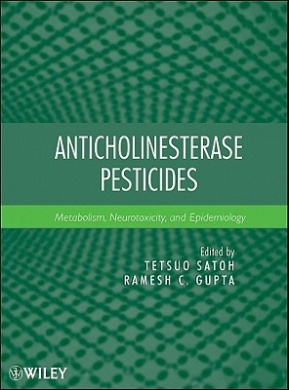 ANTICHOLINESTERASE
PESTICIDES
Metabolism, Neurotoxicity, and Epidemiology
Edited by
TETSUO SATOH
RAMESH C. GUPTA
WILEY